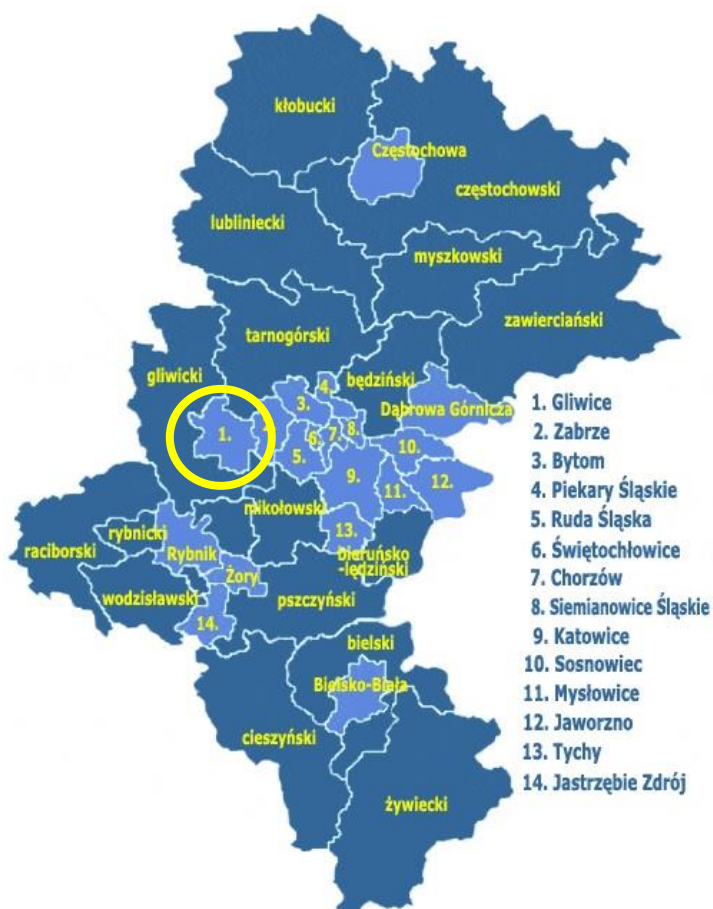 kłobucki
Częstochowa
częstochowski
lubliniecki
myszkowski
zawierciański
tarnogórski
gliwicki
będziński
Dąbrowa Górnicza
4.
3.
1.
2.
6.
7.
8.
5.
10.
9.
11.
12.
mikołowski
13.
rybnicki
Rybnik
raciborski
bieruńsko
-lędziński
Żory
wodzisławski
pszczyński
14.
bielski
Bielsko-Biała
cieszyński
żywiecki
1. Gliwice
2. Zabrze
3. Bytom
4. Piekary Śląskie
5. Ruda Śląska
6. Świętochłowice
7. Chorzów
8. Siemianowice Śląskie
9. Katowice
10. Sosnowiec
11. Mysłowice
12. Jaworzno
13. Tychy
14. Jastrzębie Zdrój